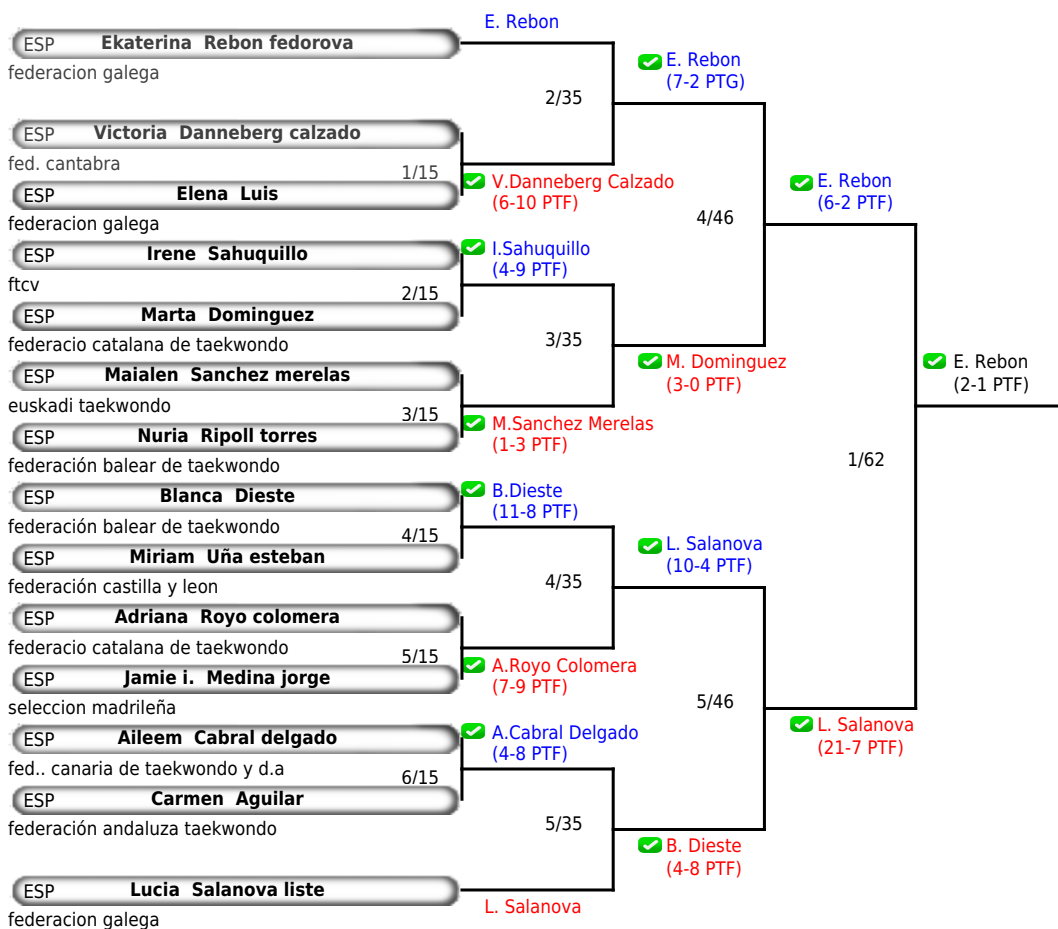 E. Rebon
ESP Ekaterina Rebon fedorova
federacion galega
E. Rebon
(7-2 PTG)
2/35
ESP Victoria Danneberg calzado
fed. cantabra
1/15
V.Danneberg Calzado
(6-10 PTF)
ESP Elena Luis
federacion galega
E. Rebon
(6-2 PTF)
4/46
ESP Irene Sahuquillo
ftcv
I.Sahuquillo
(4-9 PTF)
2/15
ESP Marta Dominguez
federacio catalana de taekwondo
3/35
M. Dominguez
(3-0 PTF)
ESP Maialen Sanchez merelas
euskadi taekwondo
3/15
M.Sanchez Merelas
(1-3 PTF)
ESP Nuria Ripoll torres
federación balear de taekwondo
E. Rebon
(2-1 PTF)
1/62
ESP Blanca Dieste
federación balear de taekwondo
B.Dieste
(11-8 PTF)
4/15
ESP Miriam Uña esteban
federación castilla y leon
L. Salanova
(10-4 PTF)
4/35
ESP Adriana Royo colomera
federacio catalana de taekwondo
5/15
A.Royo Colomera
(7-9 PTF)
ESP Jamie i. Medina jorge
seleccion madrileña
5/46
L. Salanova
(21-7 PTF)
ESP Aileem Cabral delgado
fed.. canaria de taekwondo y d.a
A.Cabral Delgado
(4-8 PTF)
6/15
ESP Carmen Aguilar
federación andaluza taekwondo
5/35
B. Dieste
(4-8 PTF)
ESP Lucia Salanova liste
federacion galega
L. Salanova